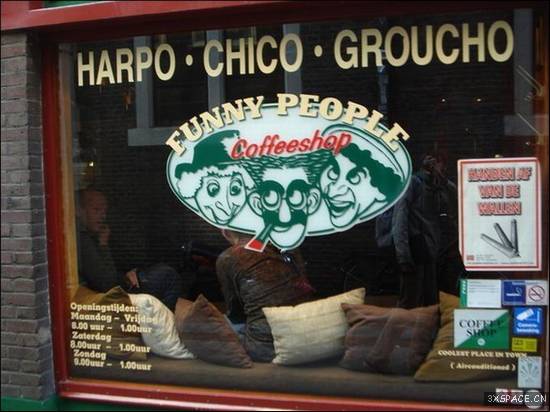 HARPO · CHICO · GROUCHO
FUNNY PEOPLE
Coffeeshop
HANDEN AF
VAN DE
WALLEN
Openingstijden:
Maandag - Vrijdag
8.00 uur - 1.00uur
Zaterdag
8.00uur - 1.00uur
Zondag
9.00uur - 1.00uur
COFFEE
SHOP
COOLEST PLACE IN TOWN
( Airconditioned )
3XSPACE.CN